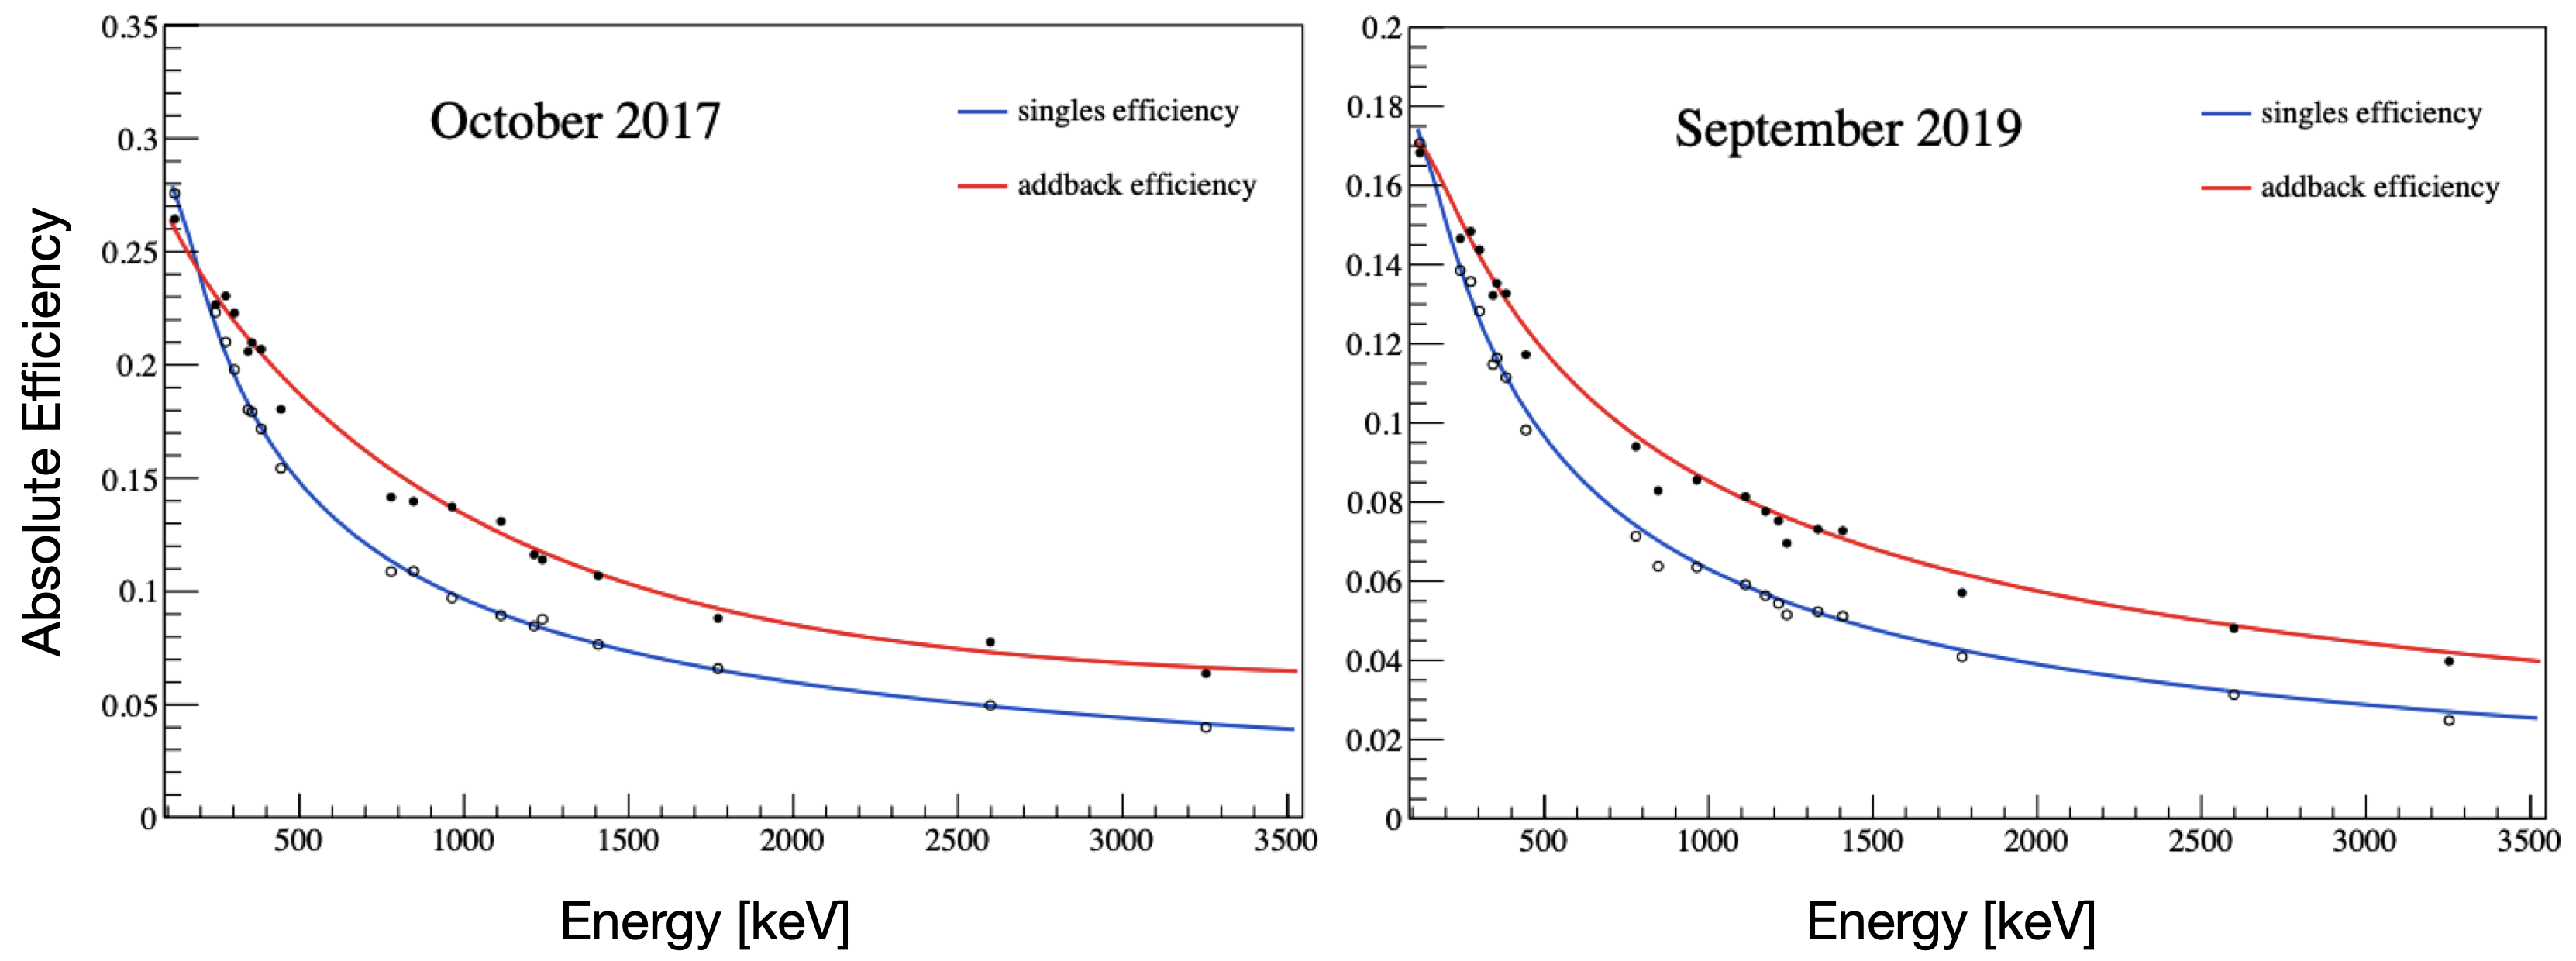 Absolute Efficiency
October 2017
singles efficiency
addback efficiency
0.35
0.3
0.25
0.2
0.15
0.1
0.05
0
500 1000 1500 2000 2500 3000 3500
Energy [keV]
September 2019
singles efficiency
addback efficiency
0.2
0.18
0.16
0.14
0.12
0.1
0.08
0.06
0.04
0.02
0
500 1000 1500 2000 2500 3000 3500
Energy [keV]